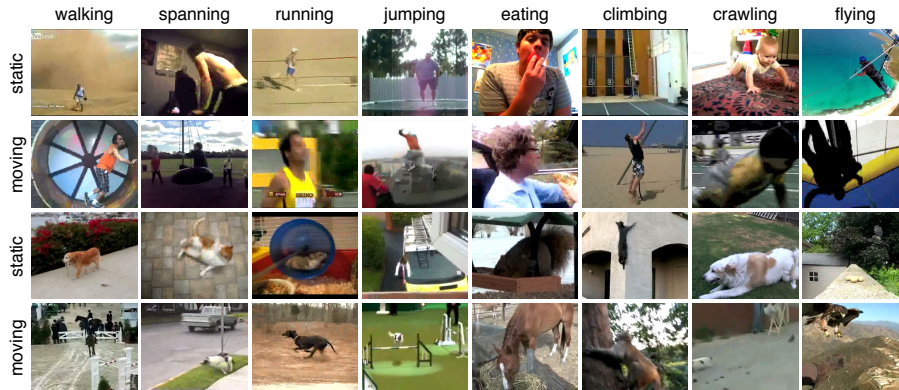 walking spanning running jumping eating climbing crawling flying
static
moving
static
moving